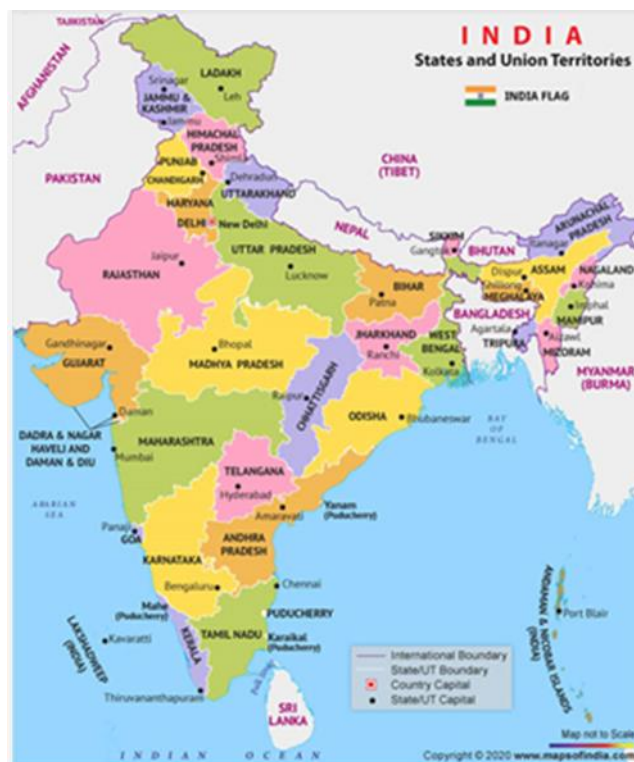 INDIA
States and Union Territories
INDIA FLAG
TAJIKISTAN
AFGHANISTAN
PAKISTAN
CHINA
(TIBET)
NEPAL
BHUTAN
BANGLADESH
MYANMAR
(BURMA)
SRI
LANKA
LADAKH
Leh
Srinagar
JAMMU &
KASHMIR
Jammu
HIMACHAL
PRADESH
Shimla
PUNJAB
CHANDIGARH
Dehradun
UTTARAKHAND
HARYANA
DELHI
New Delhi
RAJASTHAN
Jaipur
UTTAR PRADESH
Lucknow
SIKKIM
Gangtok
ARUNACHAL
PRADESH
Itanagar
ASSAM
Dispur
NAGALAND
Kohima
Shillong
MEGHALAYA
Imphal
MANIPUR
Agartala
TRIPURA
Aizawl
MIZORAM
BIHAR
Patna
JHARKHAND
Ranchi
WEST
BENGAL
Kolkata
Gandhinagar
GUJARAT
Bhopal
MADHYA PRADESH
Raipur
CHHATTISGARH
ODISHA
Bhubaneswar
BAY
OF
BENGAL
Daman
DADRA & NAGAR
HAVELI AND
DAMAN & DIU
MAHARASHTRA
Mumbai
TELANGANA
Hyderabad
Amaravati
Yanam
(Puducherry)
ARABIAN
SEA
Panaji
GOA
KARNATAKA
ANDHRA
PRADESH
Bengaluru
Chennai
Mahe
(Puducherry)
PUDUCHERRY
TAMIL NADU
Karaikal
(Puducherry)
KERALA
Thiruvananthapuram
LAKSHADWEEP
(INDIA)
Kavaratti
ANDAMAN & NICOBAR ISLANDS
(INDIA)
Port Blair
International Boundary
State/UT Boundary
Country Capital
State/UT Capital
INDIAN OCEAN
Map not to Scale
Copyright © 2020 www.mapsofindia.com